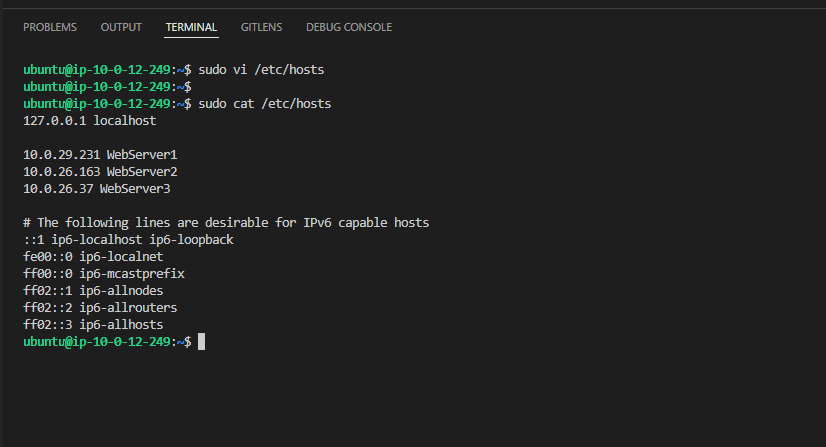 PROBLEMS OUTPUT TERMINAL GITLENS DEBUG CONSOLE
ubuntu@ip-10-0-12-249:~$ sudo vi /etc/hosts
ubuntu@ip-10-0-12-249:~$
ubuntu@ip-10-0-12-249:~$ sudo cat /etc/hosts
127.0.0.1 localhost
10.0.29.231 WebServer1
10.0.26.163 WebServer2
10.0.26.37 WebServer3
# The following lines are desirable for IPv6 capable hosts
::1 ip6-localhost ip6-loopback
fe00::0 ip6-localnet
ff00::0 ip6-mcastprefix
ff02::1 ip6-allnodes
ff02::2 ip6-allrouters
ff02::3 ip6-allhosts
ubuntu@ip-10-0-12-249:~$